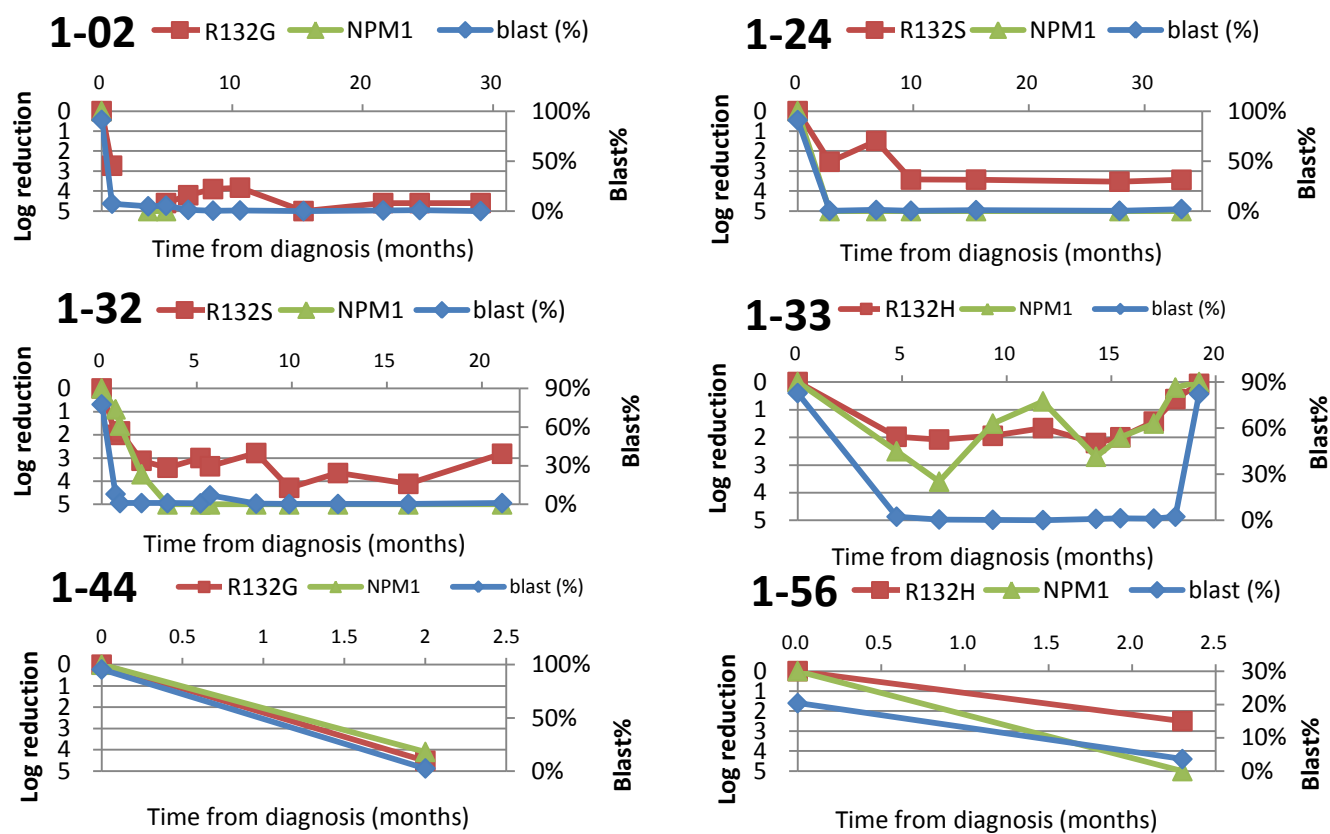 1-02 R132G NPM1 blast (%)
0 10 20 30
0 1 2 3 4 5
Log reduction
100% 50% 0%
Blast%
Time from diagnosis (months)
1-24 R132S NPM1 blast (%)
0 10 20 30
0 1 2 3 4 5
Log reduction
100% 50% 0%
Blast%
Time from diagnosis (months)
1-32 R132S NPM1 blast (%)
0 5 10 15 20
0 1 2 3 4 5
Log reduction
90% 60% 30% 0%
Blast%
Time from diagnosis (months)
1-33 R132H NPM1 blast (%)
0 5 10 15 20
0 1 2 3 4 5
Log reduction
90% 60% 30% 0%
Blast%
Time from diagnosis (months)
1-44 R132G NPM1 blast (%)
0 0.5 1 1.5 2 2.5
0 1 2 3 4 5
Log reduction
100% 50% 0%
Blast%
Time from diagnosis (months)
1-56 R132H NPM1 blast (%)
0.0 0.5 1.0 1.5 2.0 2.5
0 1 2 3 4 5
Log reduction
30% 20% 10% 0%
Blast%
Time from diagnosis (months)